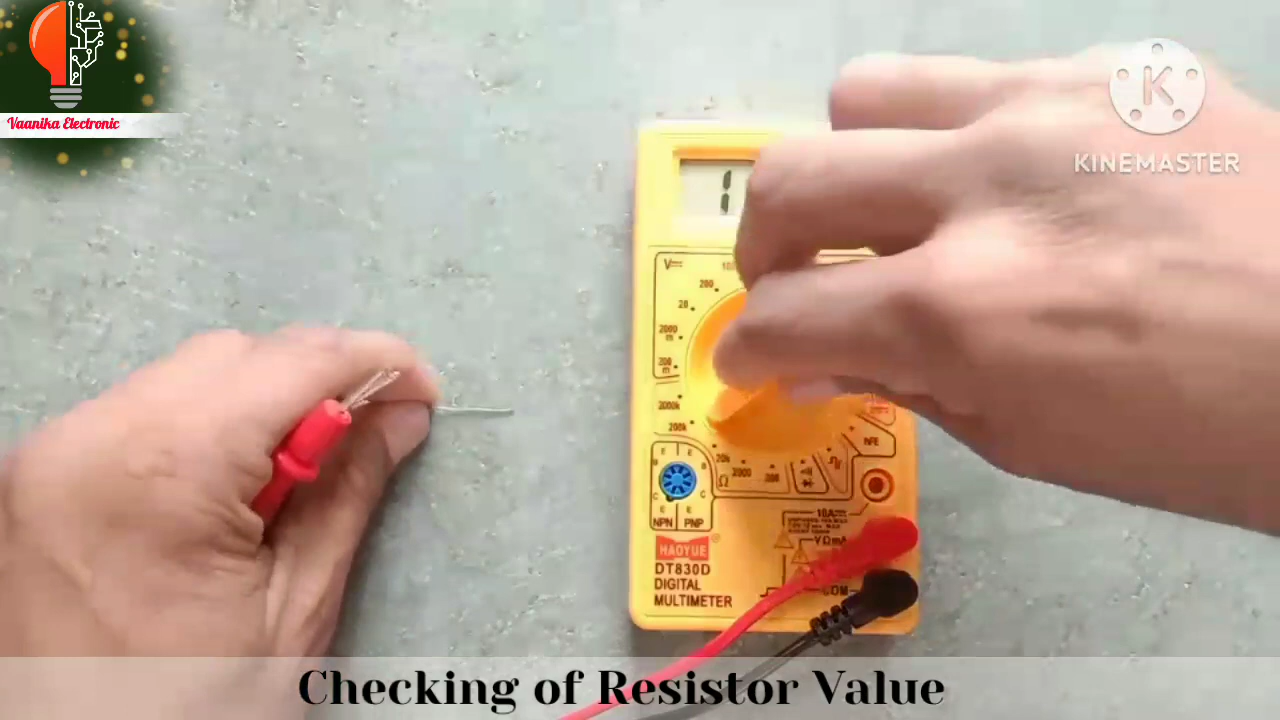 Vaanika Electronic
KINEMASTER
1
V
200
20
2000
m
200
m
2000k
200k
20k
2000
200
Ω
hFE
E
E
B
B
C
C
E
E
NPN
PNP
10A
VΩmA
COM
HAOYUE
DT830D
DIGITAL
MULTIMETER
Checking of Resistor Value